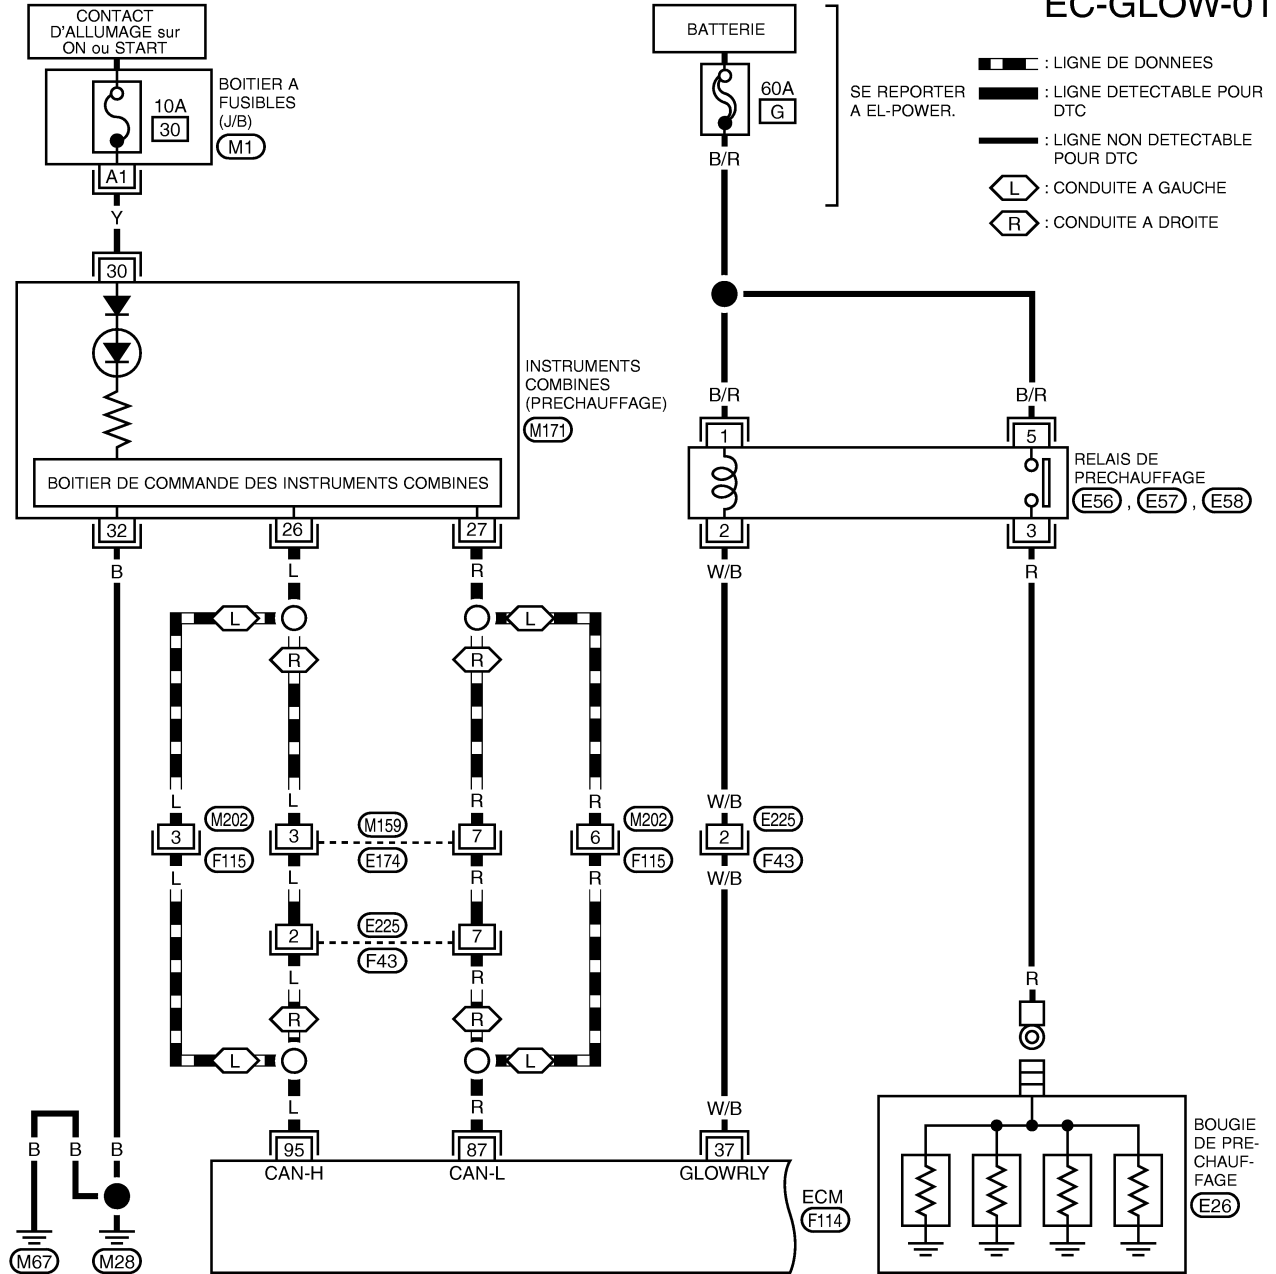 EC-GLOW-01
CONTACT
D'ALLUMAGE sur
ON ou START
BATTERIE
10A
30
BOITIER A
FUSIBLES
(J/B)
M1
A1
Y
30
60A
G
B/R
SE REPORTER
A EL-POWER.
: LIGNE DE DONNEES
: LIGNE DETECTABLE POUR
DTC
: LIGNE NON DETECTABLE
POUR DTC
L : CONDUITE A GAUCHE
R : CONDUITE A DROITE
INSTRUMENTS
COMBINES
(PRECHAUFFAGE)
M171
BOITIER DE COMMANDE DES INSTRUMENTS COMBINES
B/R
B/R
1
5
RELAIS DE
PRECHAUFFAGE
E56 , E57 , E58
32
26
27
2
3
B
L
R
W/B
R
L
L
R
R
L
L
R
R
W/B
3
M202
F115
3
M159
E174
7
6
M202
F115
2
E225
F43
L
L
R
R
W/B
2
E225
F43
7
L
R
R
R
R
L
L
L
R
W/B
B
B
B
95
87
37
CAN-H
CAN-L
GLOWRLY
ECM
F114
M67
M28
BOUGIE
DE PRE-
CHAUF-
FAGE
E26